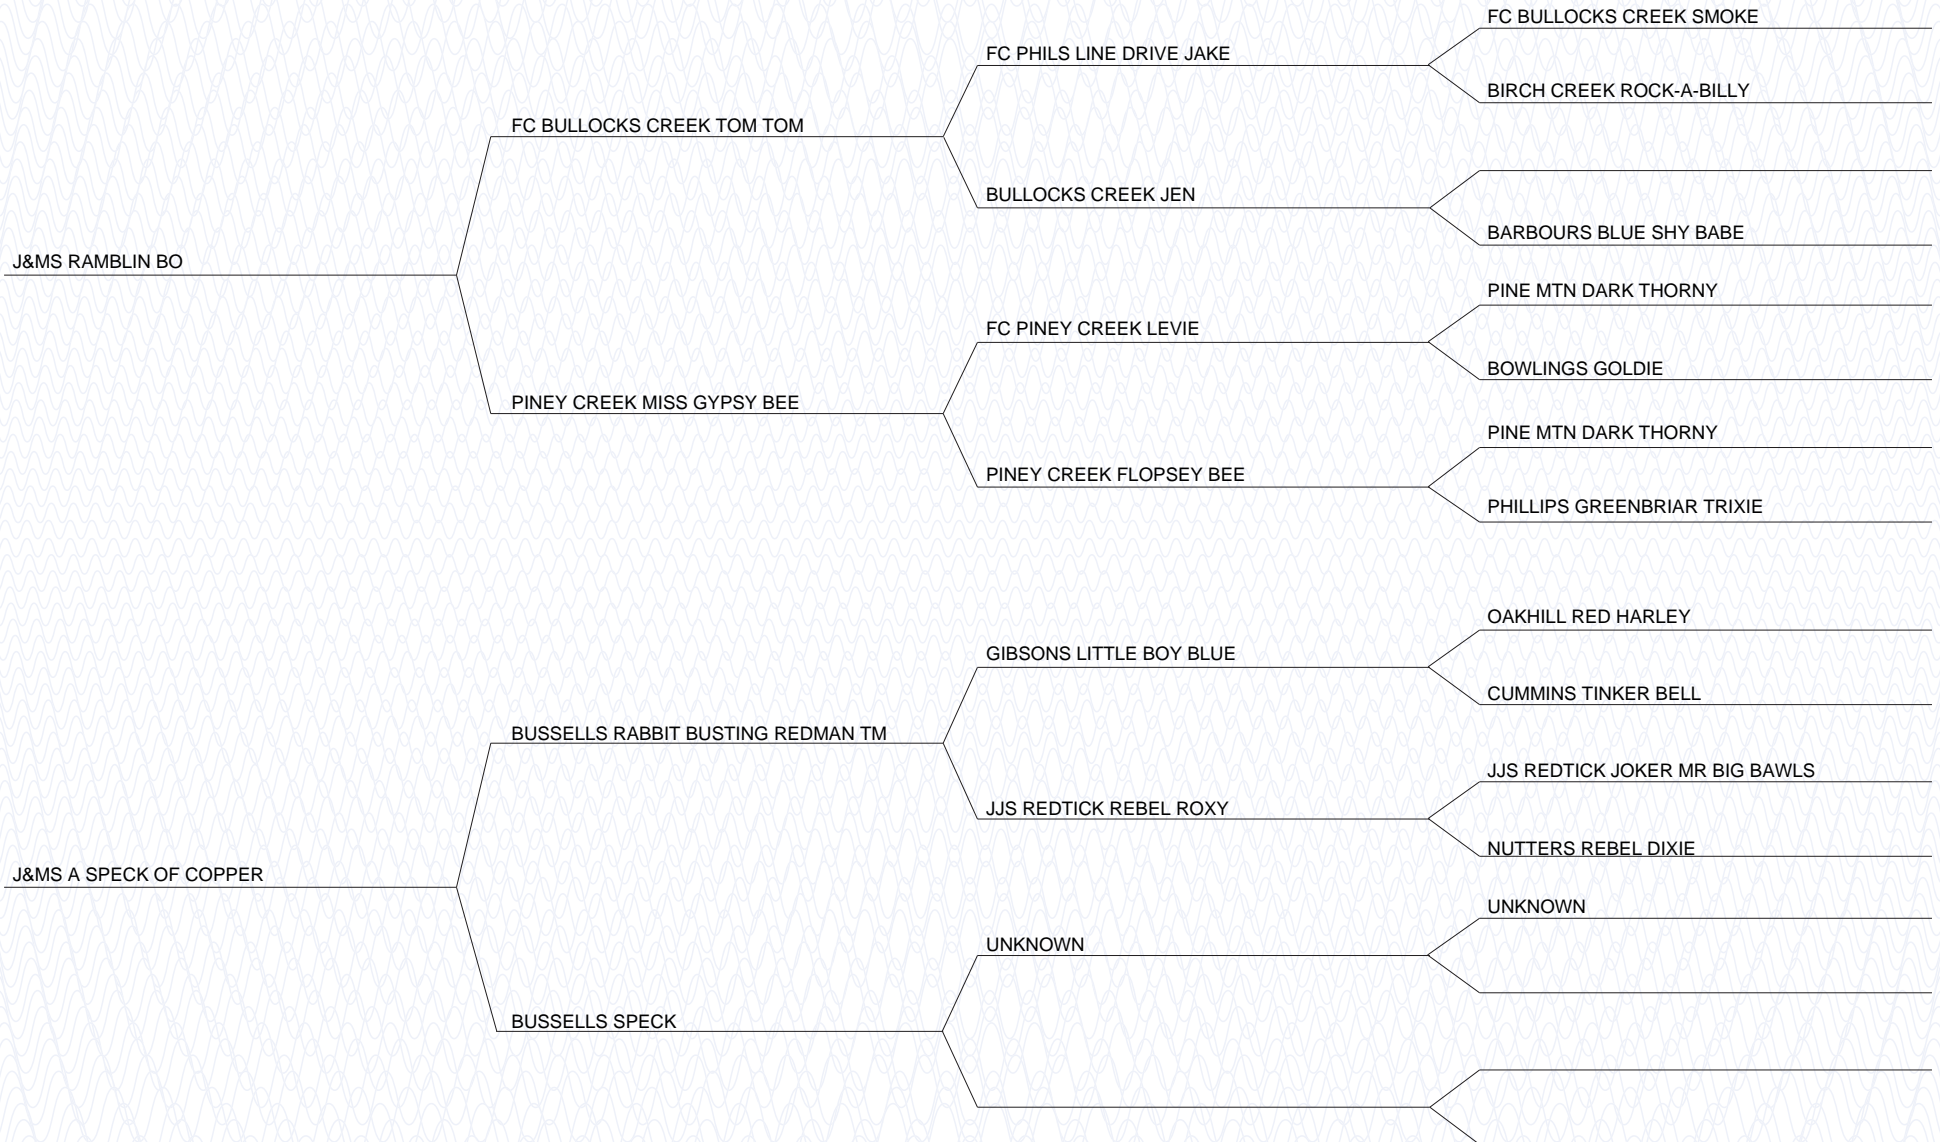 FC BULLOCKS CREEK SMOKE
FC PHILS LINE DRIVE JAKE
BIRCH CREEK ROCK-A-BILLY
FC BULLOCKS CREEK TOM TOM
BULLOCKS CREEK JEN
BARBOURS BLUE SHY BABE
J&MS RAMBLIN BO
PINE MTN DARK THORNY
FC PINEY CREEK LEVIE
BOWLINGS GOLDIE
PINEY CREEK MISS GYPSY BEE
PINE MTN DARK THORNY
PINEY CREEK FLOPSEY BEE
PHILLIPS GREENBRIAR TRIXIE
OAKHILL RED HARLEY
GIBSONS LITTLE BOY BLUE
CUMMINS TINKER BELL
BUSSELLS RABBIT BUSTING REDMAN TM
JJS REDTICK JOKER MR BIG BAWLS
JJS REDTICK REBEL ROXY
NUTTERS REBEL DIXIE
J&MS A SPECK OF COPPER
UNKNOWN
UNKNOWN
BUSSELLS SPECK